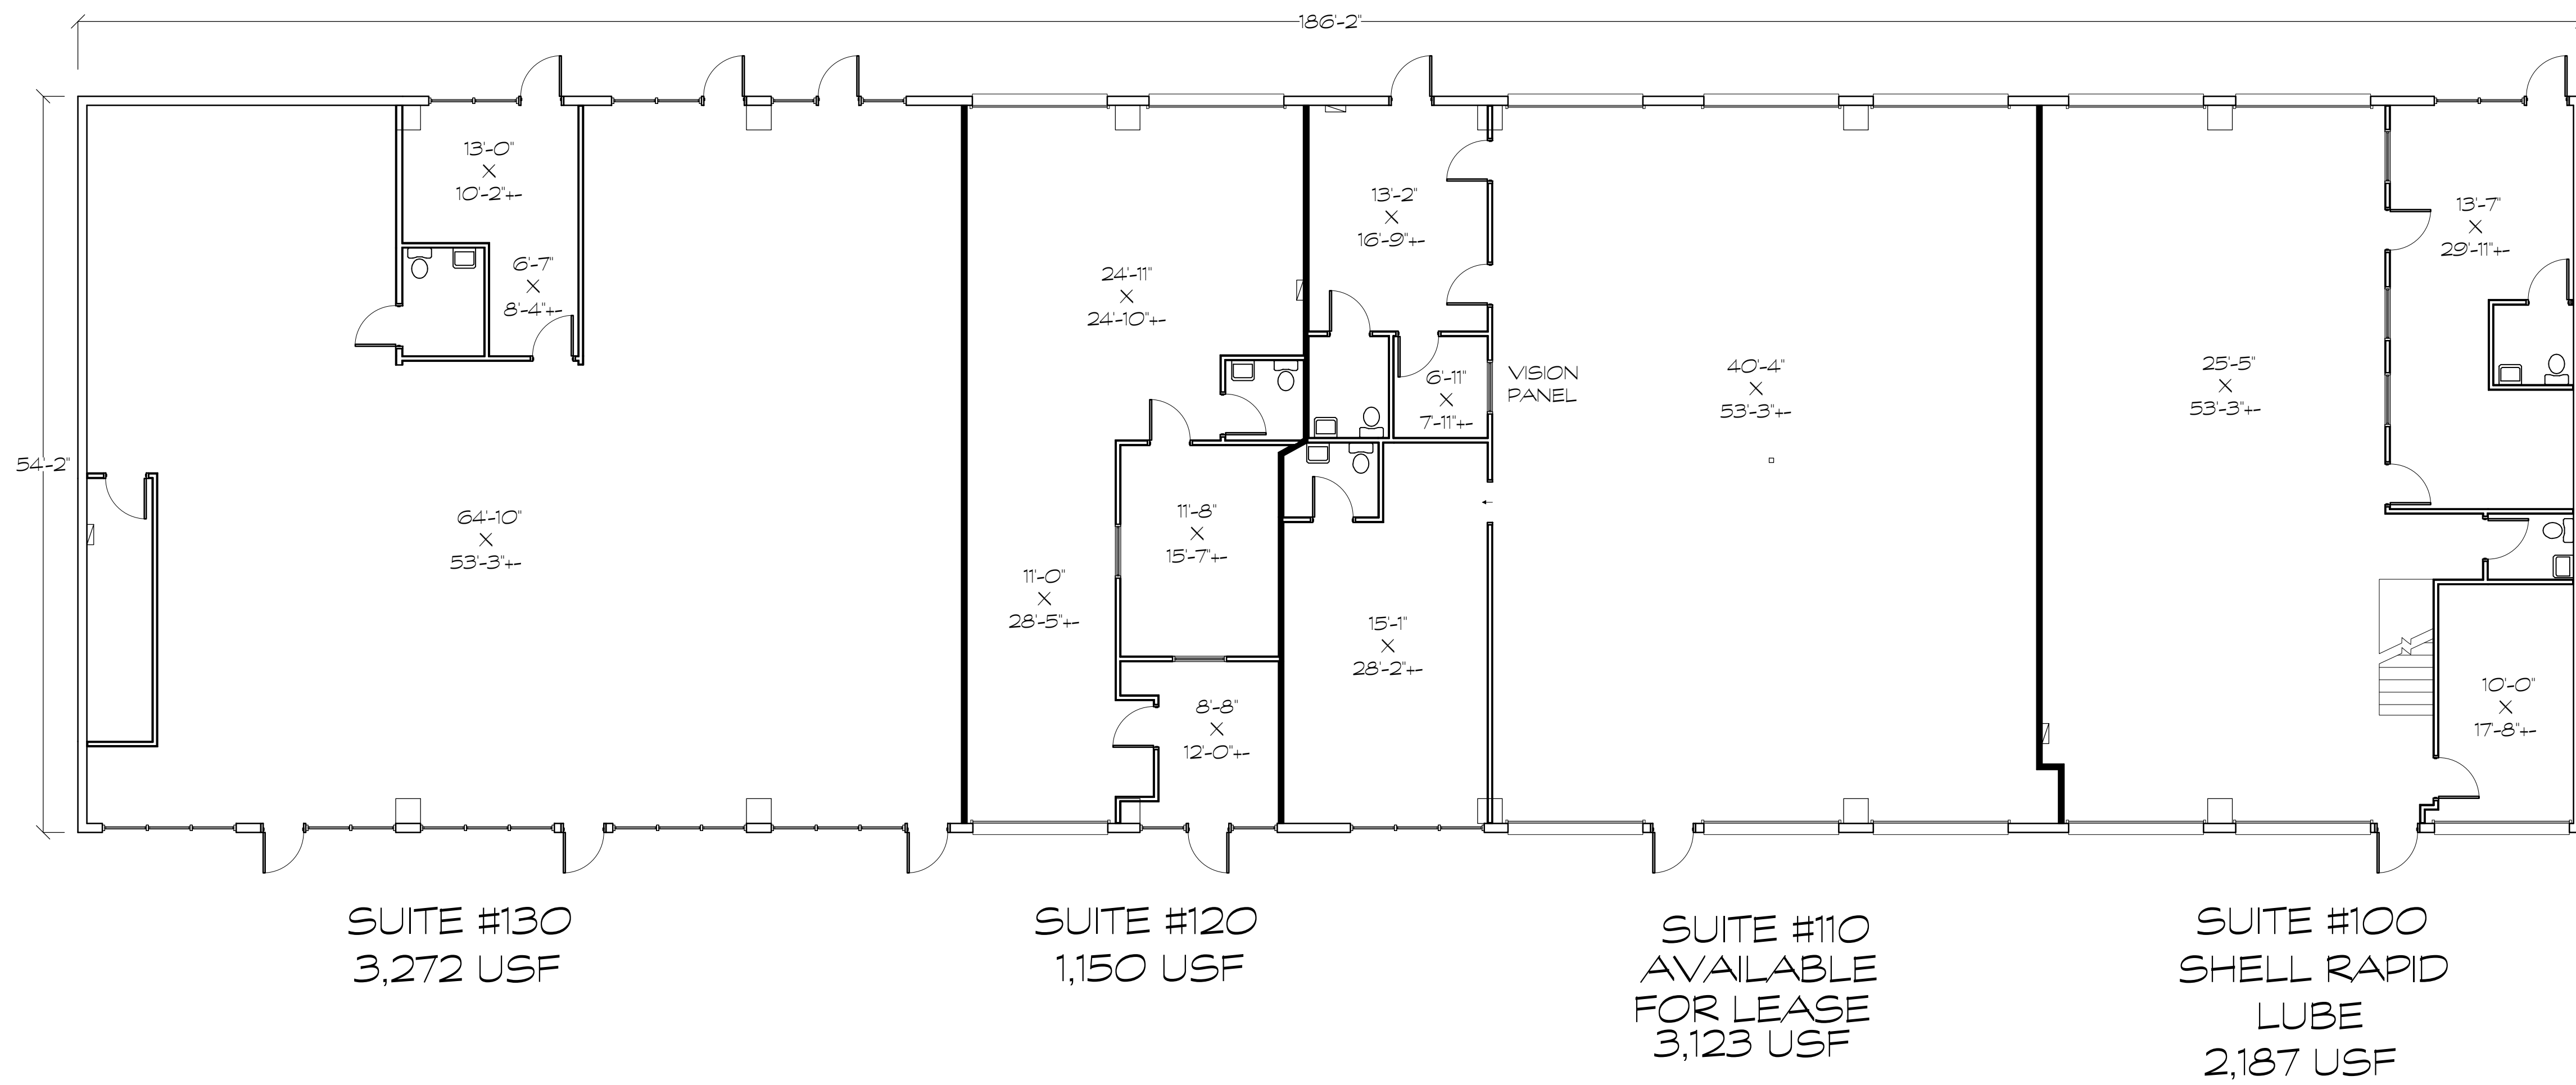 186'-2"
54'-2"
13'-0"
X
10'-2"+-
6'-7"
X
8'-4"+-
64'-10"
X
53'-3"+-
24'-11"
X
24'-10"+-
11'-8"
X
15'-7"+-
11'-0"
X
28'-5"+-
8'-8"
X
12'-0"+-
13'-2"
X
16'-9"+-
6'-11"
X
7'-11"+-
VISION
PANEL
15'-1"
X
28'-2"+-
40'-4"
X
53'-3"+-
25'-5"
X
53'-3"+-
13'-7"
X
29'-11"+-
10'-0"
X
17'-8"+-
SUITE #130
3,272 USF
SUITE #120
1,150 USF
SUITE #110
AVAILABLE
FOR LEASE
3,123 USF
SUITE #100
SHELL RAPID
LUBE
2,187 USF